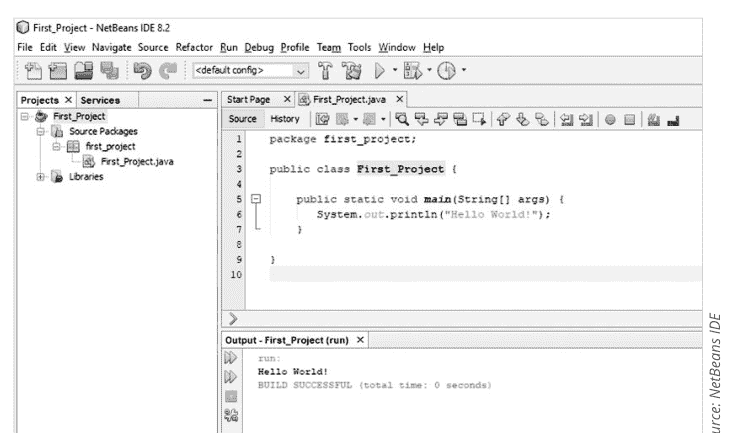 First_Project - NetBeans IDE 8.2
File Edit View Navigate Source Refactor Run Debug Profile Team Tools Window Help
<default config>
Projects × Services
First_Project
Source Packages
first_project
First_Project.java
Libraries
Start Page × First_Project.java ×
Source History
1 package first_project;
2
3 public class First_Project {
4
5 public static void main(String[] args) {
6 System.out.println("Hello World!");
7 }
8
9 }
10
Output - First_Project (run) ×
run:
Hello World!
BUILD SUCCESSFUL (total time: 0 seconds)
urce: NetBeans IDE